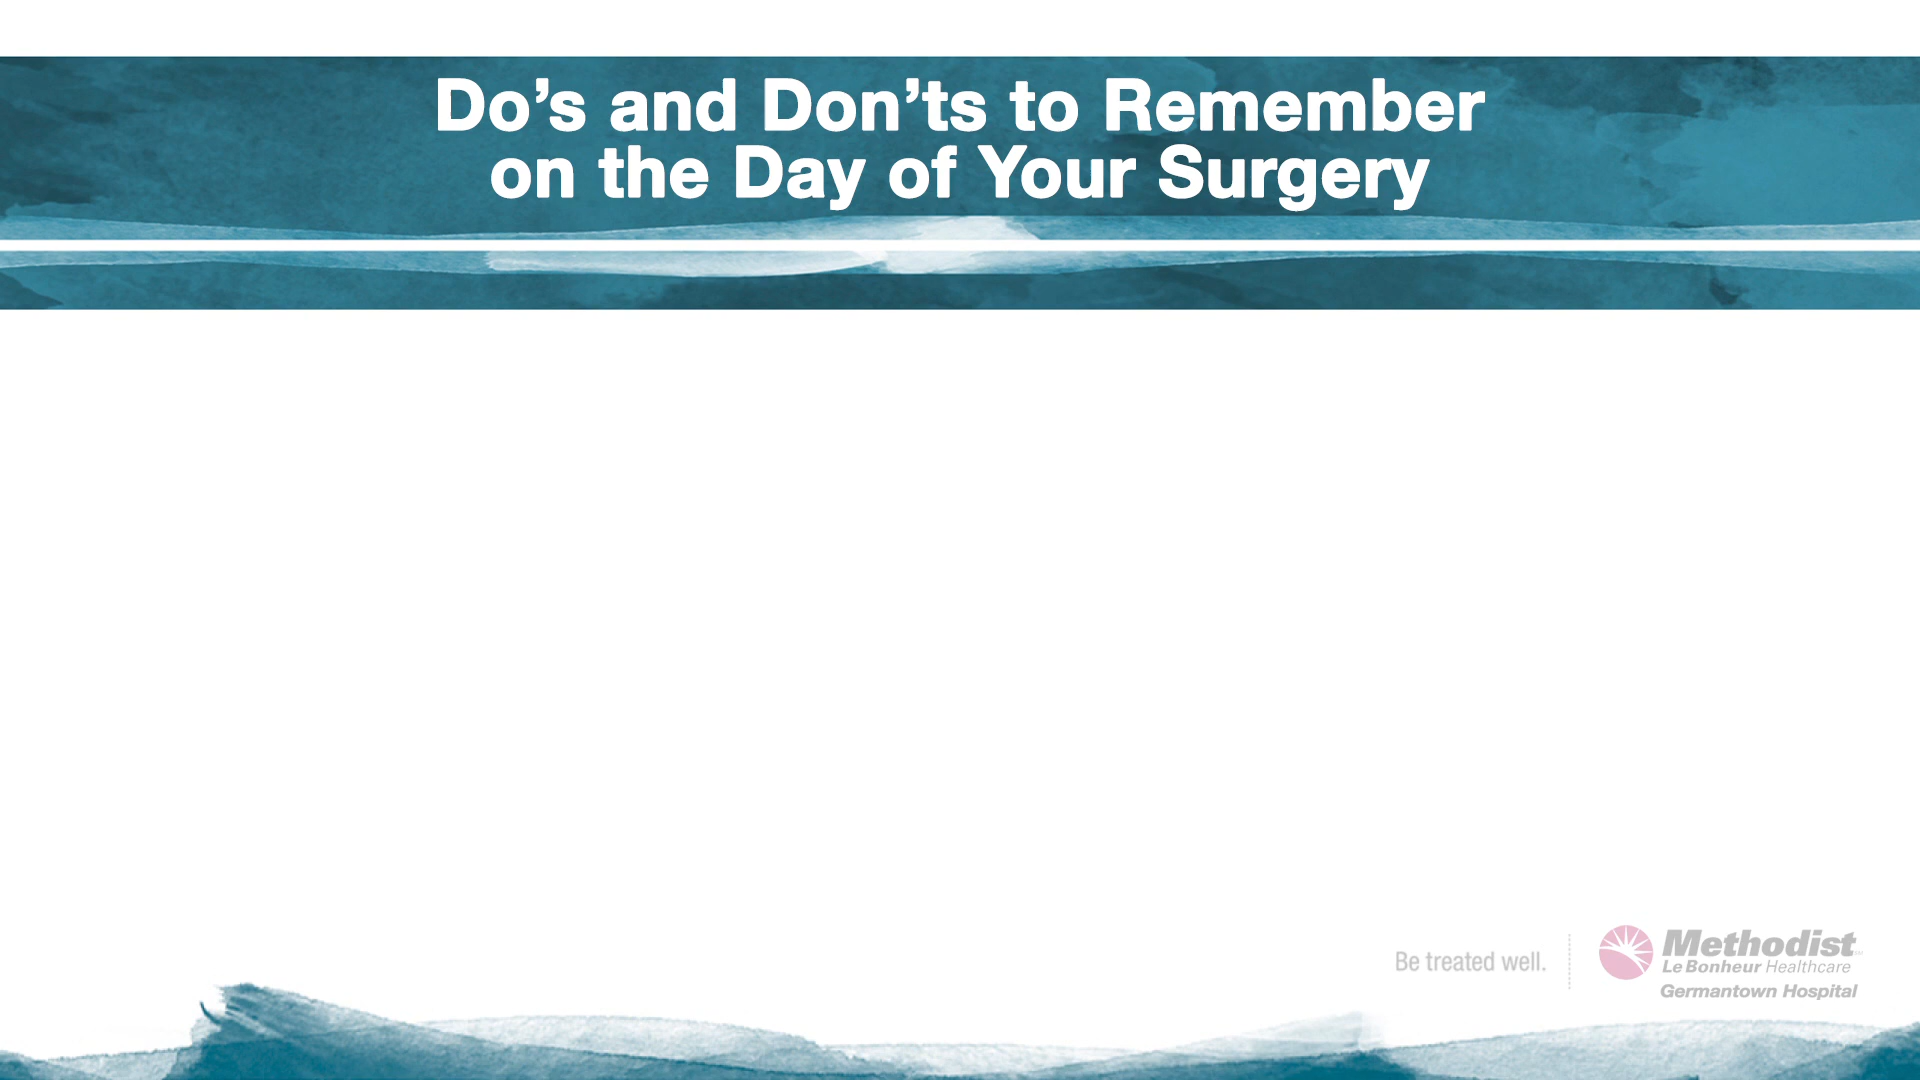 Do’s and Don’ts to Remember
on the Day of Your Surgery
Be treated well.
Methodist
Le Bonheur Healthcare
Germantown Hospital